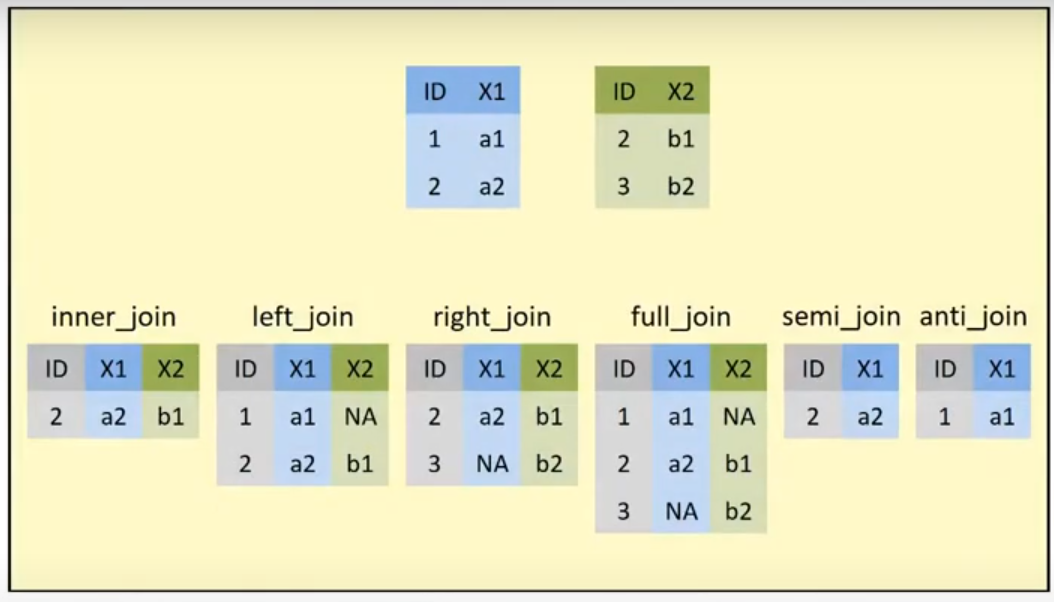 ID X1
1 a1
2 a2
ID X2
2 b1
3 b2
inner_join
ID X1 X2
2 a2 b1
left_join
ID X1 X2
1 a1 NA
2 a2 b1
right_join
ID X1 X2
2 a2 b1
3 NA b2
full_join
ID X1 X2
1 a1 NA
2 a2 b1
3 NA b2
semi_join
ID X1
2 a2
anti_join
ID X1
1 a1